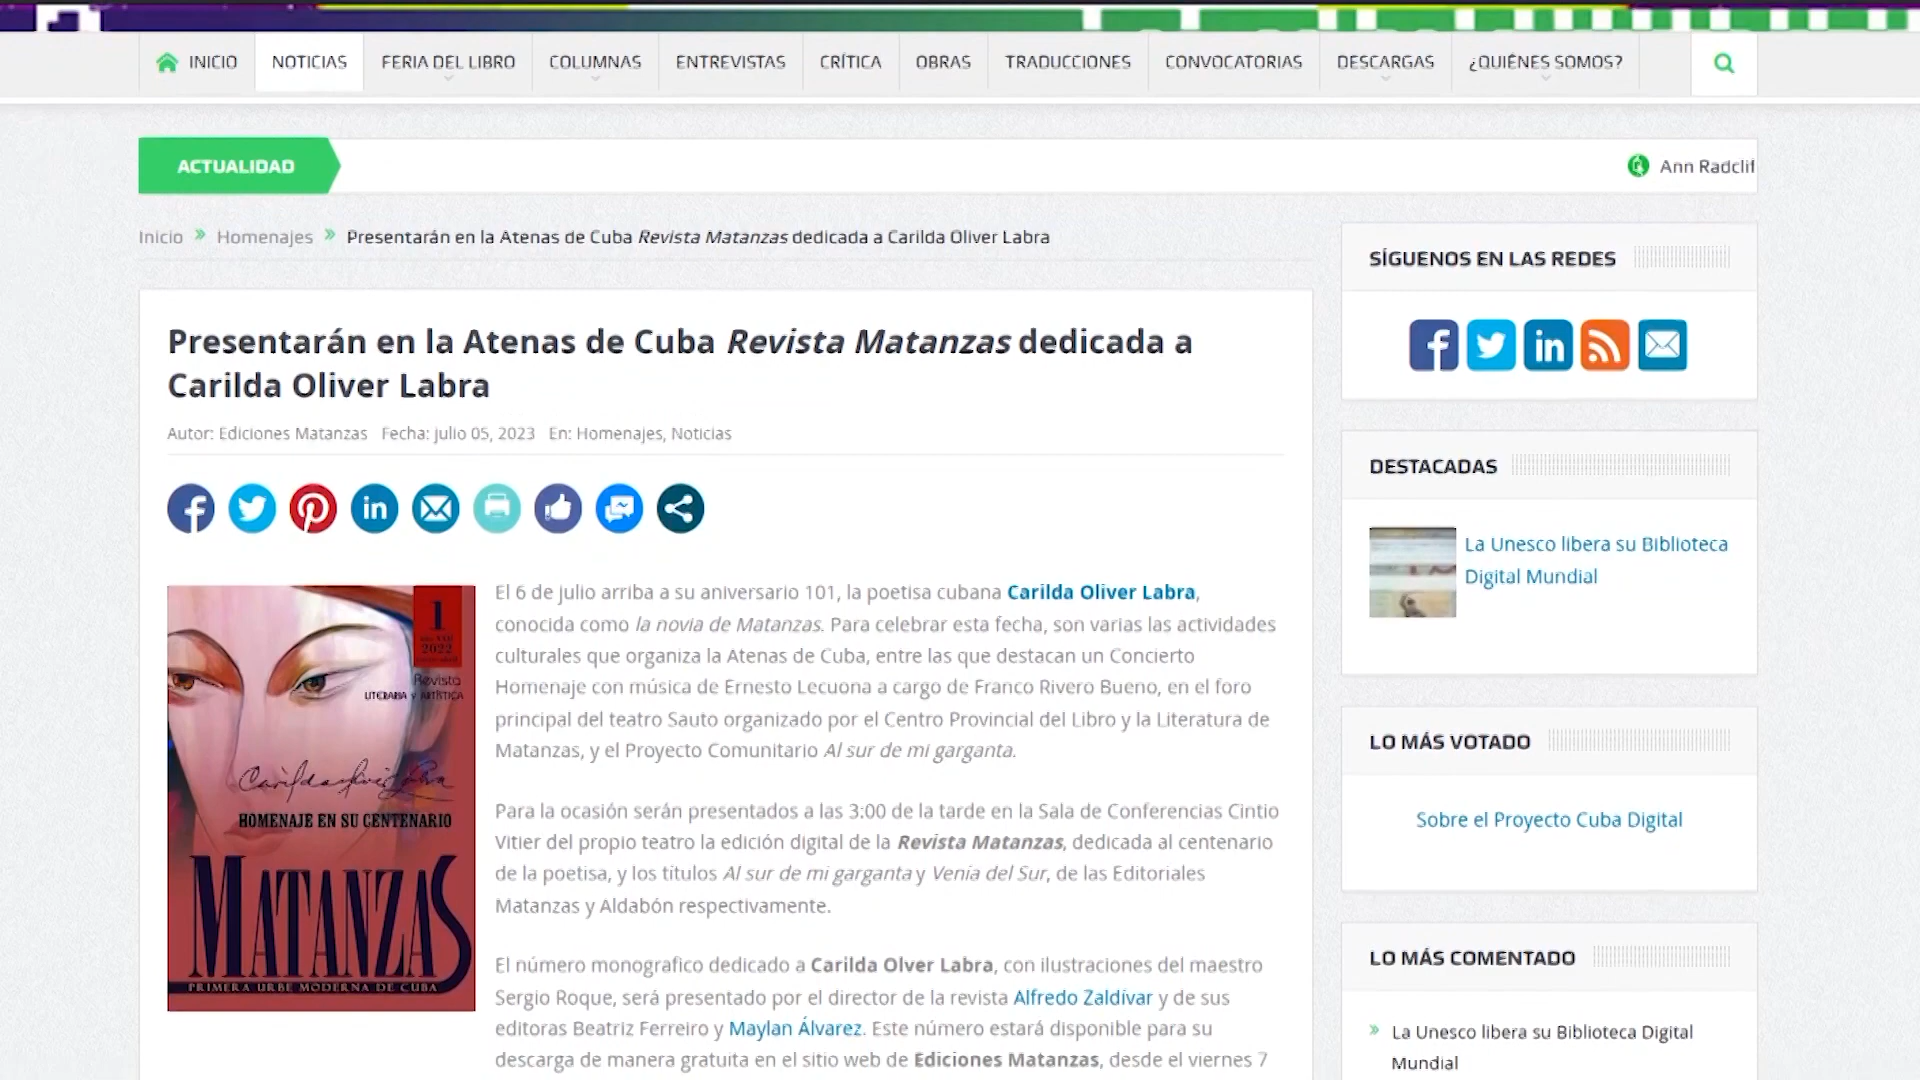 INICIO
NOTICIAS
FERIA DEL LIBRO
COLUMNAS
ENTREVISTAS
CRÍTICA
OBRAS
TRADUCCIONES
CONVOCATORIAS
DESCARGAS
¿QUIÉNES SOMOS?
ACTUALIDAD
Ann Radclif
Inicio » Homenajes » Presentarán en la Atenas de Cuba Revista Matanzas dedicada a Carilda Oliver Labra
Presentarán en la Atenas de Cuba Revista Matanzas dedicada a
Carilda Oliver Labra
Autor: Ediciones Matanzas Fecha: julio 05, 2023 En: Homenajes, Noticias
1
2022
Revista
LITERARIA Y ARTÍSTICA
Carilda Oliver Labra
HOMENAJE EN SU CENTENARIO
MATANZAS
PRIMERA URBE MODERNA DE CUBA
El 6 de julio arriba a su aniversario 101, la poetisa cubana Carilda Oliver Labra,
conocida como la novia de Matanzas. Para celebrar esta fecha, son varias las actividades
culturales que organiza la Atenas de Cuba, entre las que destacan un Concierto
Homenaje con música de Ernesto Lecuona a cargo de Franco Rivero Bueno, en el foro
principal del teatro Sauto organizado por el Centro Provincial del Libro y la Literatura de
Matanzas, y el Proyecto Comunitario Al sur de mi garganta.
Para la ocasión serán presentados a las 3:00 de la tarde en la Sala de Conferencias Cintio
Vitier del propio teatro la edición digital de la Revista Matanzas, dedicada al centenario
de la poetisa, y los títulos Al sur de mi garganta y Venía del Sur, de las Editoriales
Matanzas y Aldabón respectivamente.
El número monografico dedicado a Carilda Olver Labra, con ilustraciones del maestro
Sergio Roque, será presentado por el director de la revista Alfredo Zaldívar y de sus
editoras Beatriz Ferreiro y Maylan Álvarez. Este número estará disponible para su
descarga de manera gratuita en el sitio web de Ediciones Matanzas, desde el viernes 7
SÍGUENOS EN LAS REDES
DESTACADAS
La Unesco libera su Biblioteca
Digital Mundial
LO MÁS VOTADO
Sobre el Proyecto Cuba Digital
LO MÁS COMENTADO
» La Unesco libera su Biblioteca Digital
Mundial